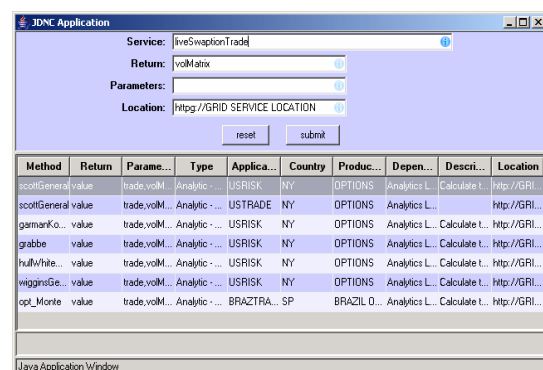 JDNC Application
Service: liveSwaptionTrade
Return: volMatrix
Parameters:
Location: httpg://GRID SERVICE LOCATION
reset submit
Method Return Parame... Type Applica... Country Produc... Depen... Descri... Location
scottGeneral value trade,volM... Analytic - ... USRISK NY OPTIONS Analytics L... Calculate t... http://GRI...
scottGeneral value trade,volM... Analytic - ... USTRADE NY OPTIONS Analytics L... http://GRI...
garmanKo... value trade,volM... Analytic - ... USRISK NY OPTIONS Analytics L... Calculate t... http://GRI...
grabbe value trade,volM... Analytic - ... USRISK NY OPTIONS Analytics L... Calculate t... http://GRI...
hullWhite... value trade,volM... Analytic - ... USRISK NY OPTIONS Analytics L... Calculate t... http://GRI...
wigginsGe... value trade,volM... Analytic - ... USRISK NY OPTIONS Analytics L... Calculate t... http://GRI...
opt_Monte value trade,volM... Analytic - ... BRAZTRA... SP BRAZIL O... Analytics L... Calculate t... http://GRI...
Java Application Window